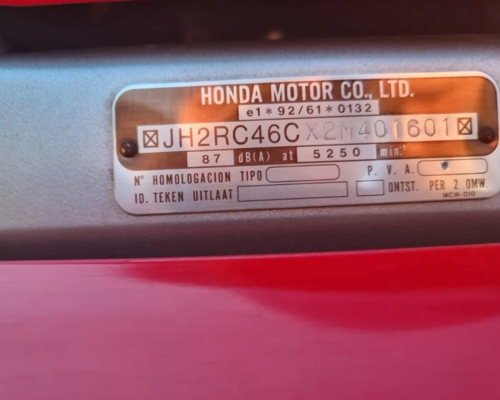 HONDA MOTOR CO., LTD.
e1*92/61*0132
JH2RC46CX2M401601
87 dB(A) at 5250 min.⁻¹
Nº HOMOLOGACION TIPO P. V. A.
ID. TEKEN UITLAAT ONTST. PER 2 OMW.
MCW-010